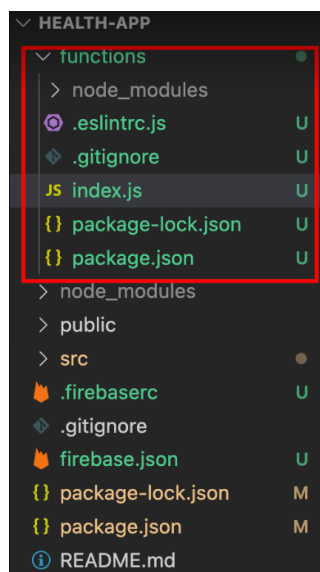 HEALTH-APP
functions
node_modules
.eslintrc.js U
.gitignore U
JS index.js U
{} package-lock.json U
{} package.json U
node_modules
public
src
.firebaserc U
.gitignore
firebase.json U
{} package-lock.json M
{} package.json M
README.md